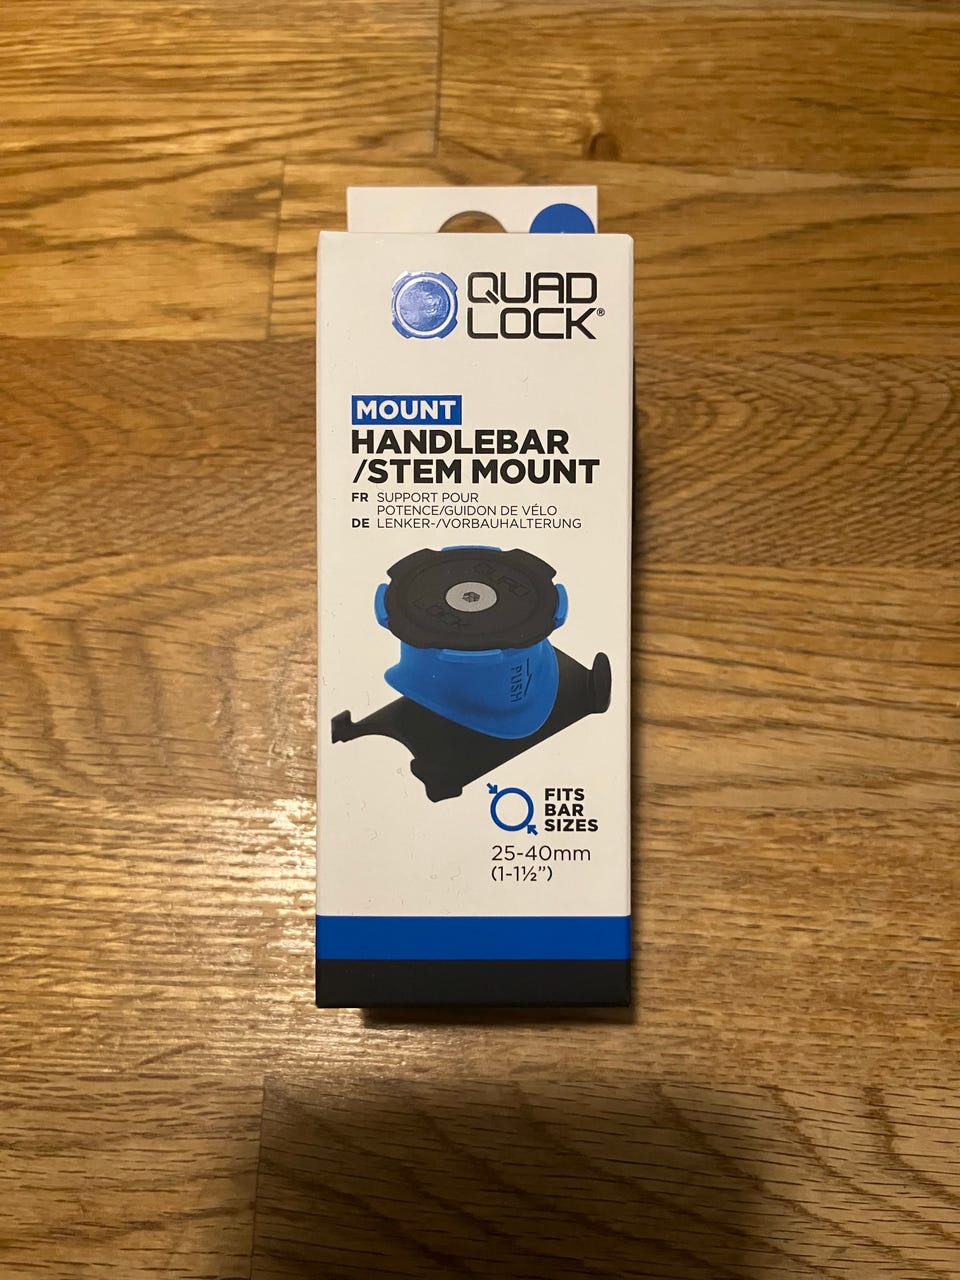 QUAD
LOCK®
MOUNT
HANDLEBAR
/STEM MOUNT
FR SUPPORT POUR
POTENCE/GUIDON DE VÉLO
DE LENKER-/VORBAUHALTERUNG
QUAD
LOCK
PUSH
FITS
BAR
SIZES
25-40mm
(1-1½”)